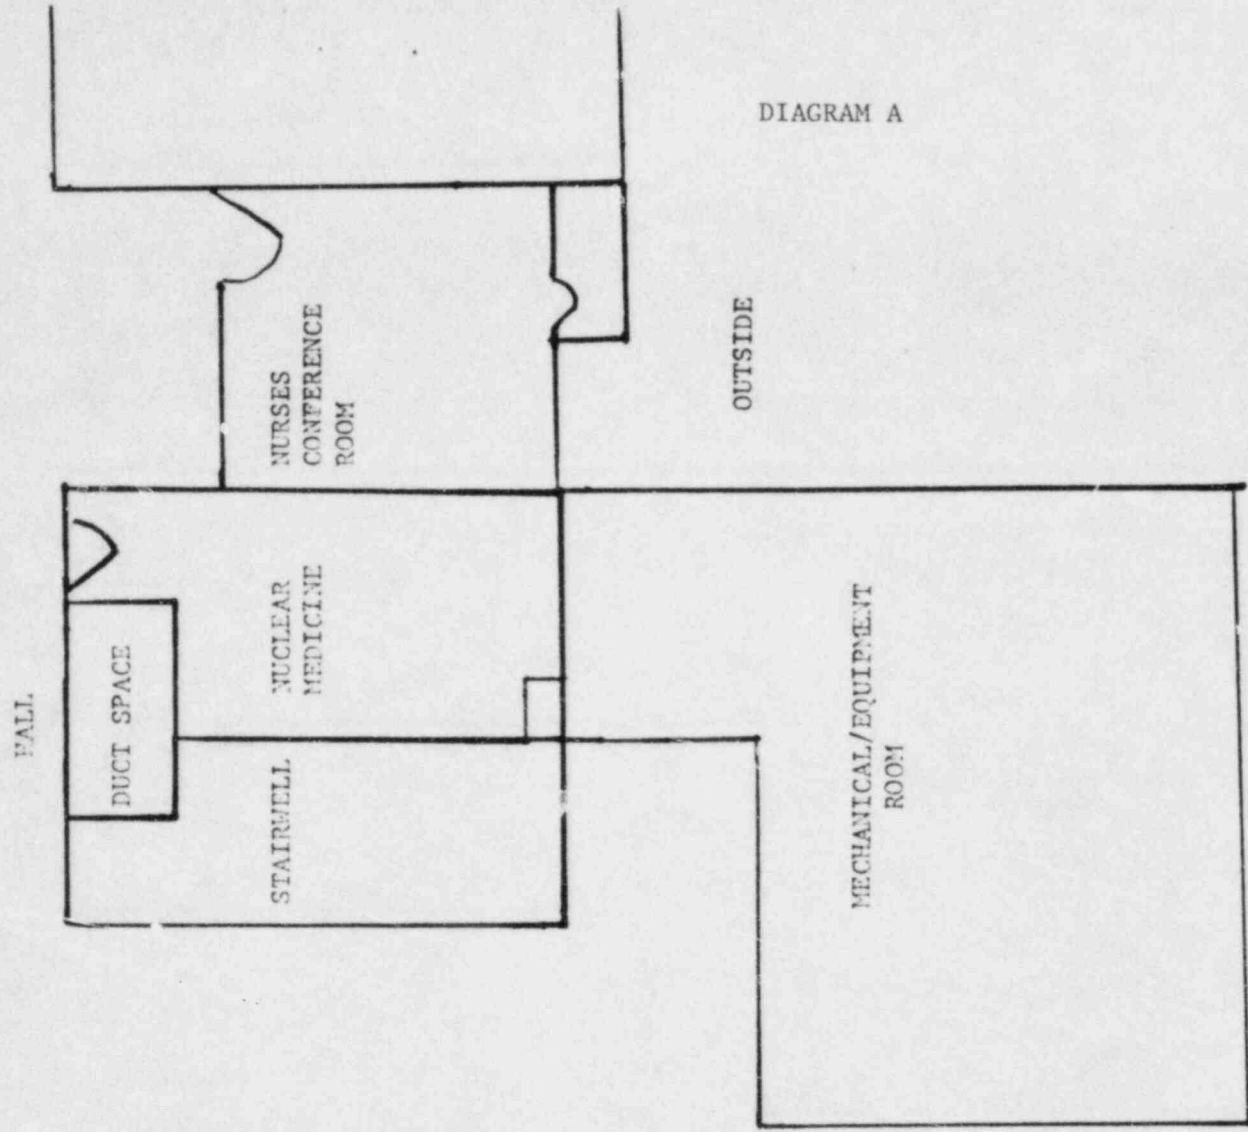 DIAGRAM A
HALL
DUCT SPACE
STAIRWELL
NUCLEAR
MEDICINE
NURSES
CONFERENCE
ROOM
OUTSIDE
MECHANICAL/EQUIPMENT
ROOM